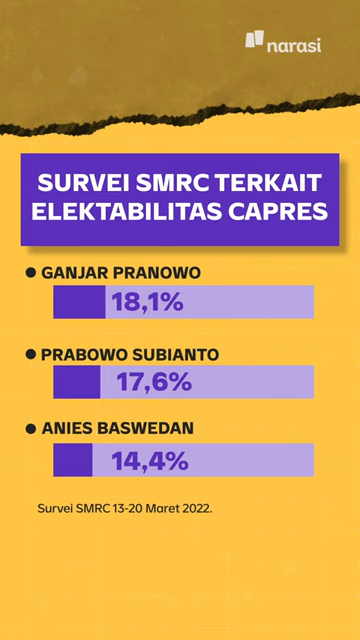 narasi
SURVEI SMRC TERKAIT
ELEKTABILITAS CAPRES
● GANJAR PRANOWO
18,1%
● PRABOWO SUBIANTO
17,6%
● ANIES BASWEDAN
14,4%
Survei SMRC 13-20 Maret 2022.